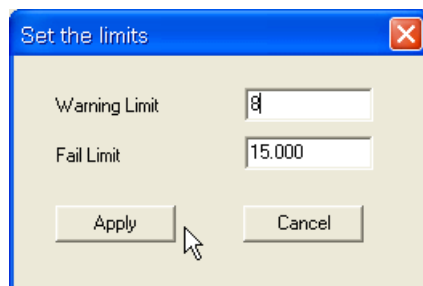 Set the limits
Warning Limit 8
Fail Limit 15.000
Apply Cancel